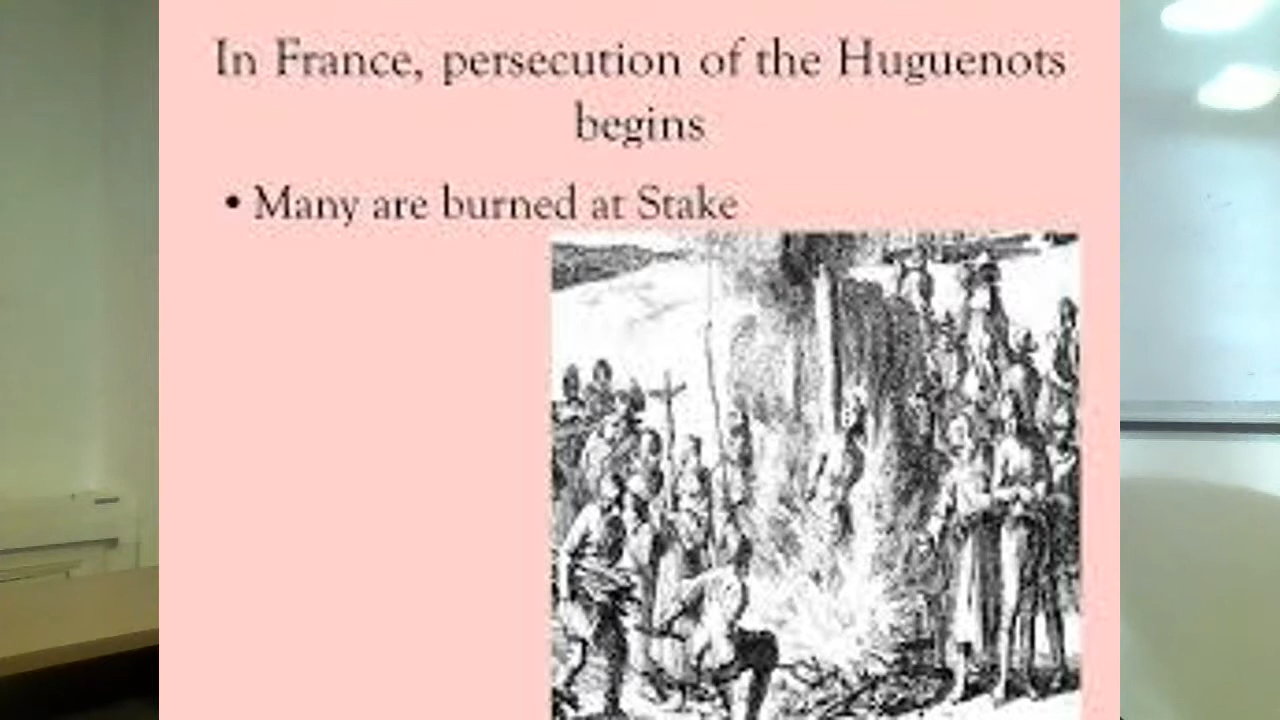 In France, persecution of the Huguenots
begins
• Many are burned at Stake